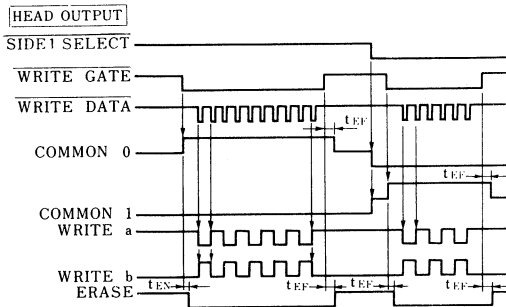 HEAD OUTPUT
SIDE1 SELECT
WRITE GATE
WRITE DATA
tEF
COMMON 0
tEF
COMMON 1
WRITE a
WRITE b
tEN tEF tEF tEF
ERASE